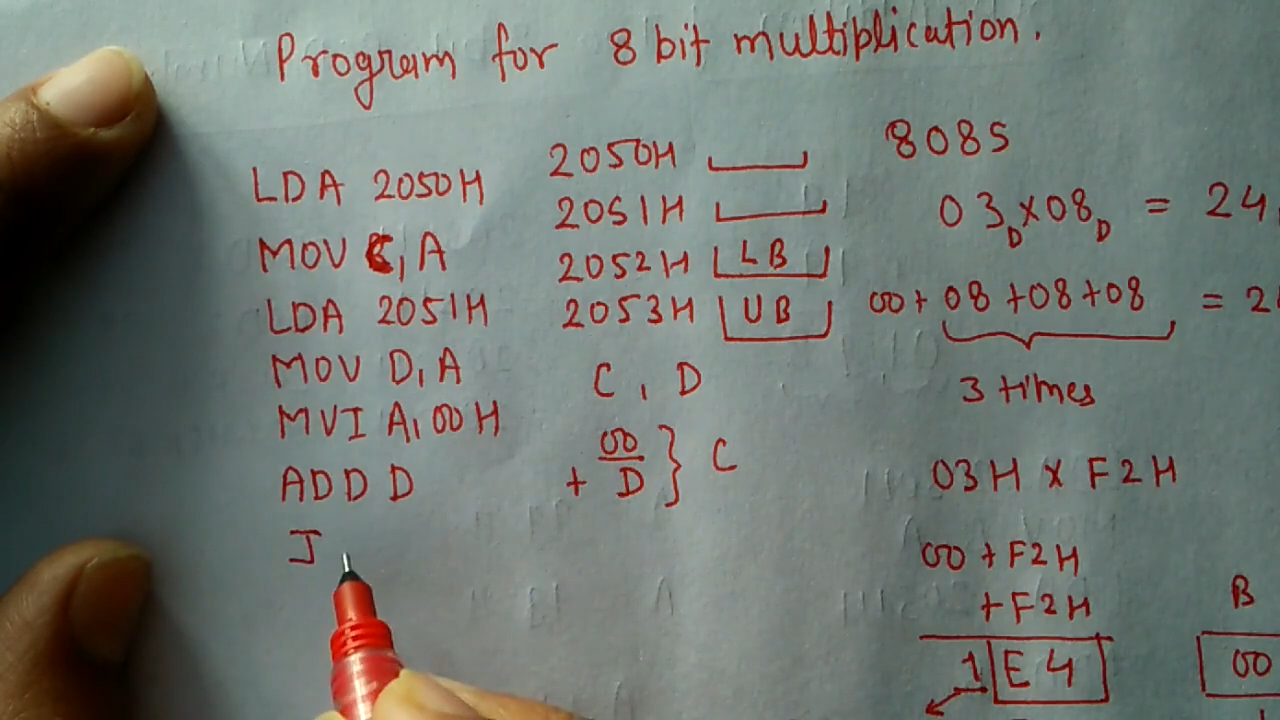 Program for 8 bit multiplication.
LDA 2050H
MOV C, A
LDA 2051H
MOV D, A
MVI A, 00H
ADD D
J
2050H
2051H
2052H LB
2053H UB
C, D
00
+ D } C
8085
03D X 08D = 24
00 + 08 + 08 + 08 = 2
3 times
03H X F2H
00 + F2H
+ F2H
1 E4
B
00